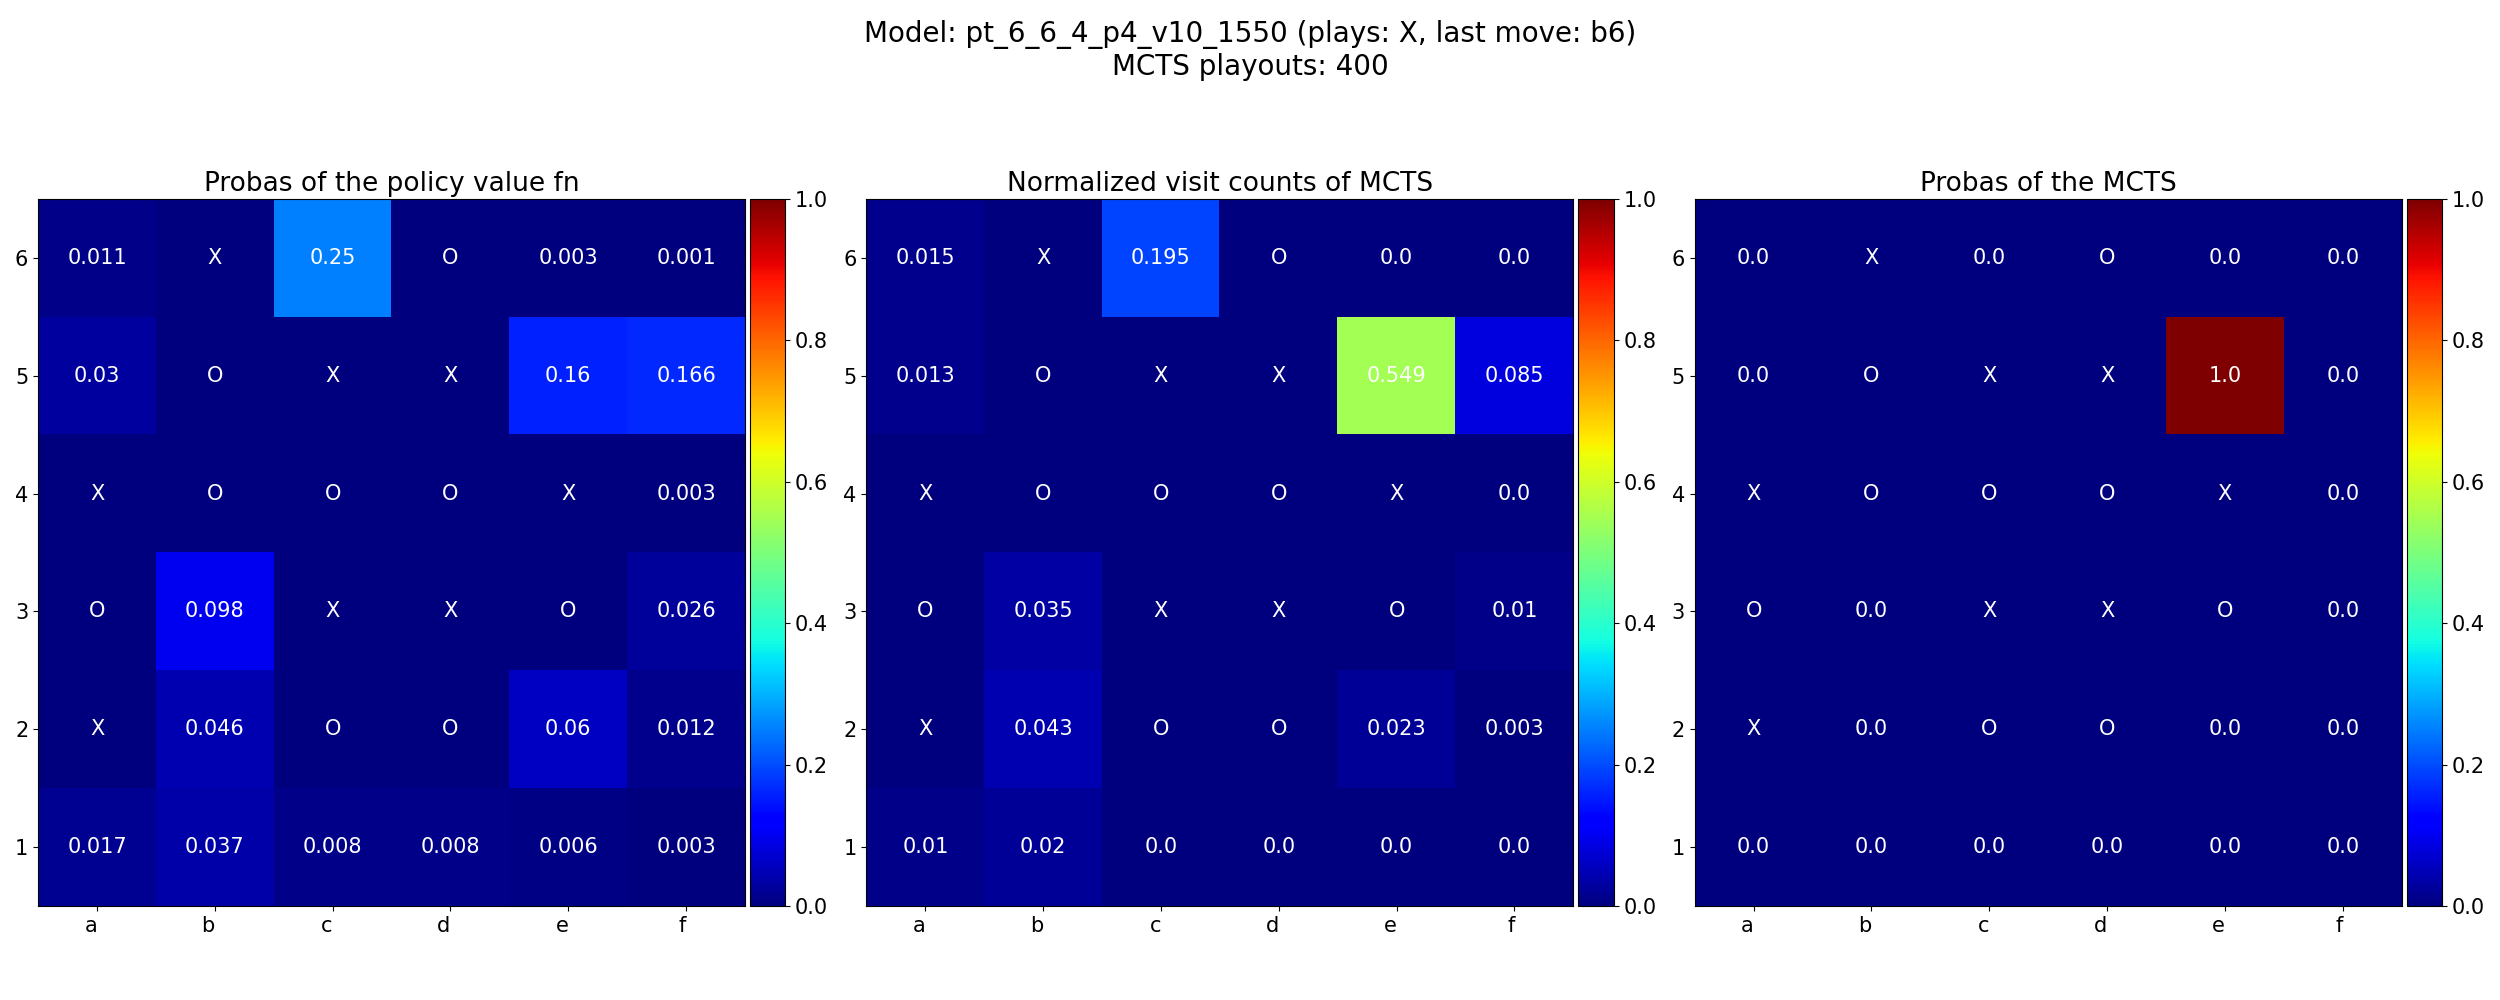 Model: pt_6_6_4_p4_v10_1550 (plays: X, last move: b6)
MCTS playouts: 400
Probas of the policy value fn
6 0.011 X 0.25 O 0.003 0.001
5 0.03 O X X 0.16 0.166
4 X O O O X 0.003
3 O 0.098 X X O 0.026
2 X 0.046 O O 0.06 0.012
1 0.017 0.037 0.008 0.008 0.006 0.003
a b c d e f
1.0
0.8
0.6
0.4
0.2
0.0
Normalized visit counts of MCTS
6 0.015 X 0.195 O 0.0 0.0
5 0.013 O X X 0.549 0.085
4 X O O O X 0.0
3 O 0.035 X X O 0.01
2 X 0.043 O O 0.023 0.003
1 0.01 0.02 0.0 0.0 0.0 0.0
a b c d e f
1.0
0.8
0.6
0.4
0.2
0.0
Probas of the MCTS
6 0.0 X 0.0 O 0.0 0.0
5 0.0 O X X 1.0 0.0
4 X O O O X 0.0
3 O 0.0 X X O 0.0
2 X 0.0 O O 0.0 0.0
1 0.0 0.0 0.0 0.0 0.0 0.0
a b c d e f
1.0
0.8
0.6
0.4
0.2
0.0